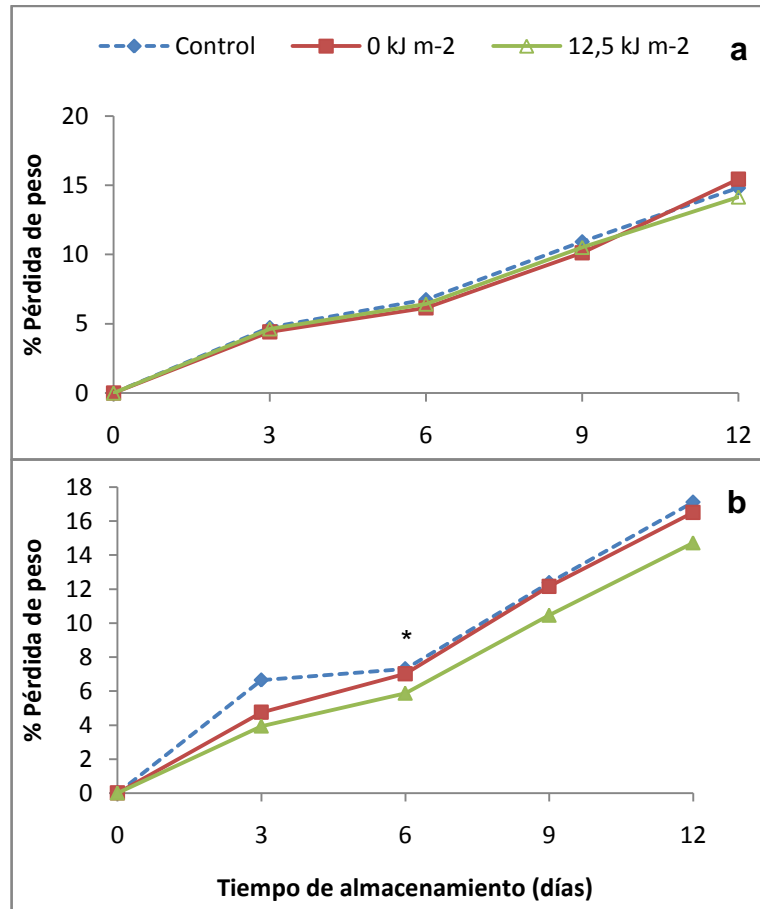 Control 0 kJ m-2 12,5 kJ m-2 a
% Pérdida de peso
20
15
10
5
0
0 3 6 9 12
b
% Pérdida de peso
18
16
14
12
10
8
6
4
2
0
*
0 3 6 9 12
Tiempo de almacenamiento (días)